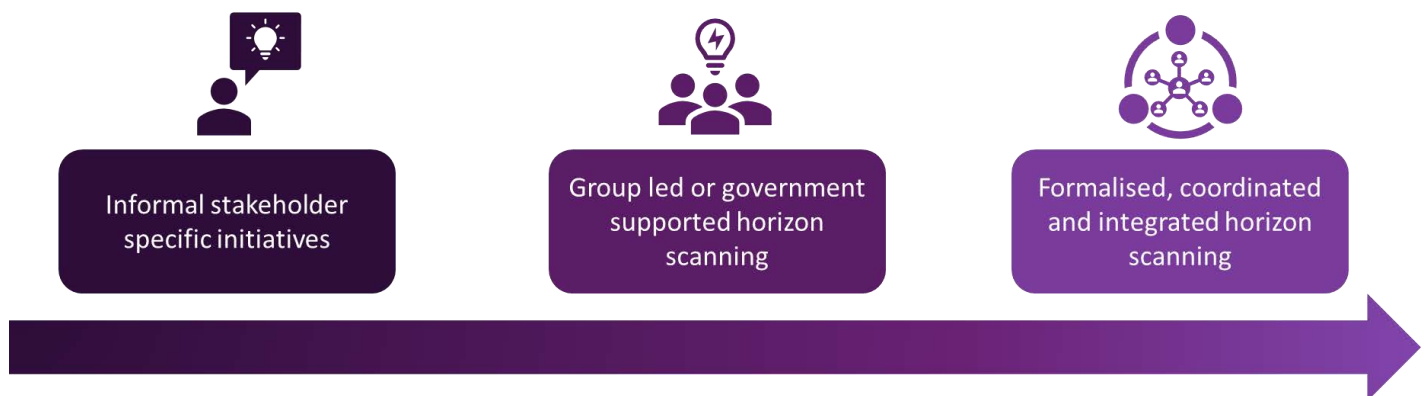 Informal stakeholder
specific initiatives
Group led or government
supported horizon
scanning
Formalised, coordinated
and integrated horizon
scanning